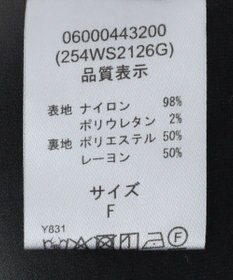 06000443200
(254WS2126G)
品質表示
表地 ナイロン 98%
ポリウレタン 2%
裏地 ポリエステル 50%
レーヨン 50%
サイズ
F
Y831
F